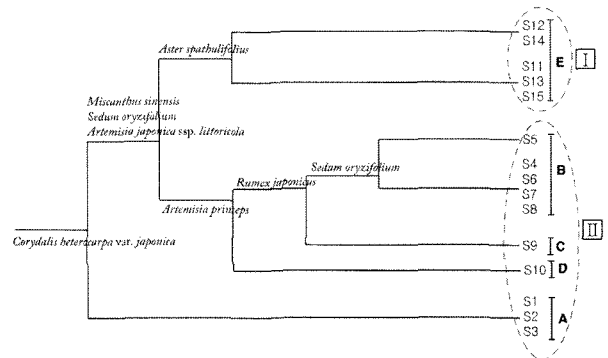 Aster spathulifolius
S12
S14
S11
S13
S15
E
I
Miscanthus sinensis
Sedum oryzifolium
Artemisia japonica ssp. littoricola
S5
S4
S6
S7
S8
B
Sedum oryzifolium
Rumex japonicus
Artemisia princeps
II
Corydalis heterocarpa var. japonica
S9
C
S10
D
S1
S2
S3
A